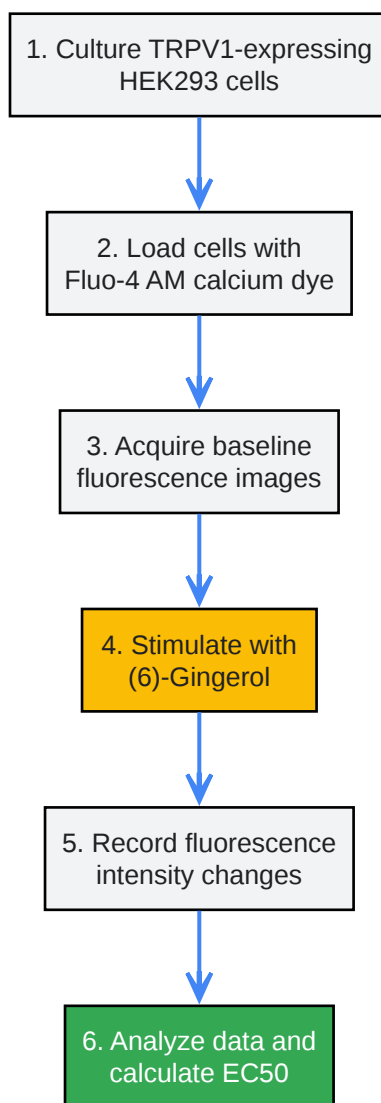 1. Culture TRPV1-expressing
HEK293 cells
2. Load cells with
Fluo-4 AM calcium dye
3. Acquire baseline
fluorescence images
4. Stimulate with
(6)-Gingerol
5. Record fluorescence
intensity changes
6. Analyze data and
calculate EC50